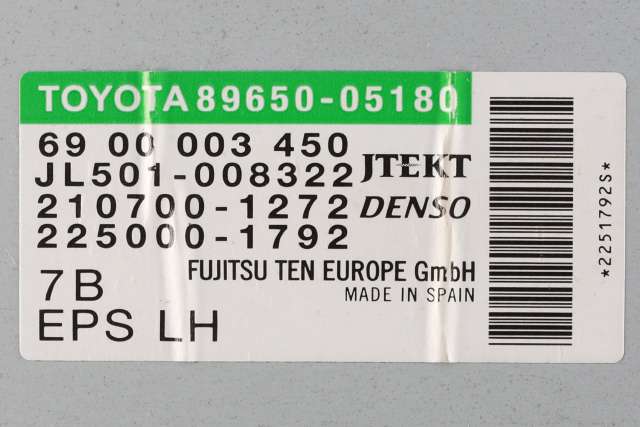 TOYOTA 89650-05180
69 00 003 450
JL501-008322 JTEKT
210700-1272 DENSO
225000-1792
7B FUJITSU TEN EUROPE GmbH
MADE IN SPAIN
EPS LH
*2251792S*